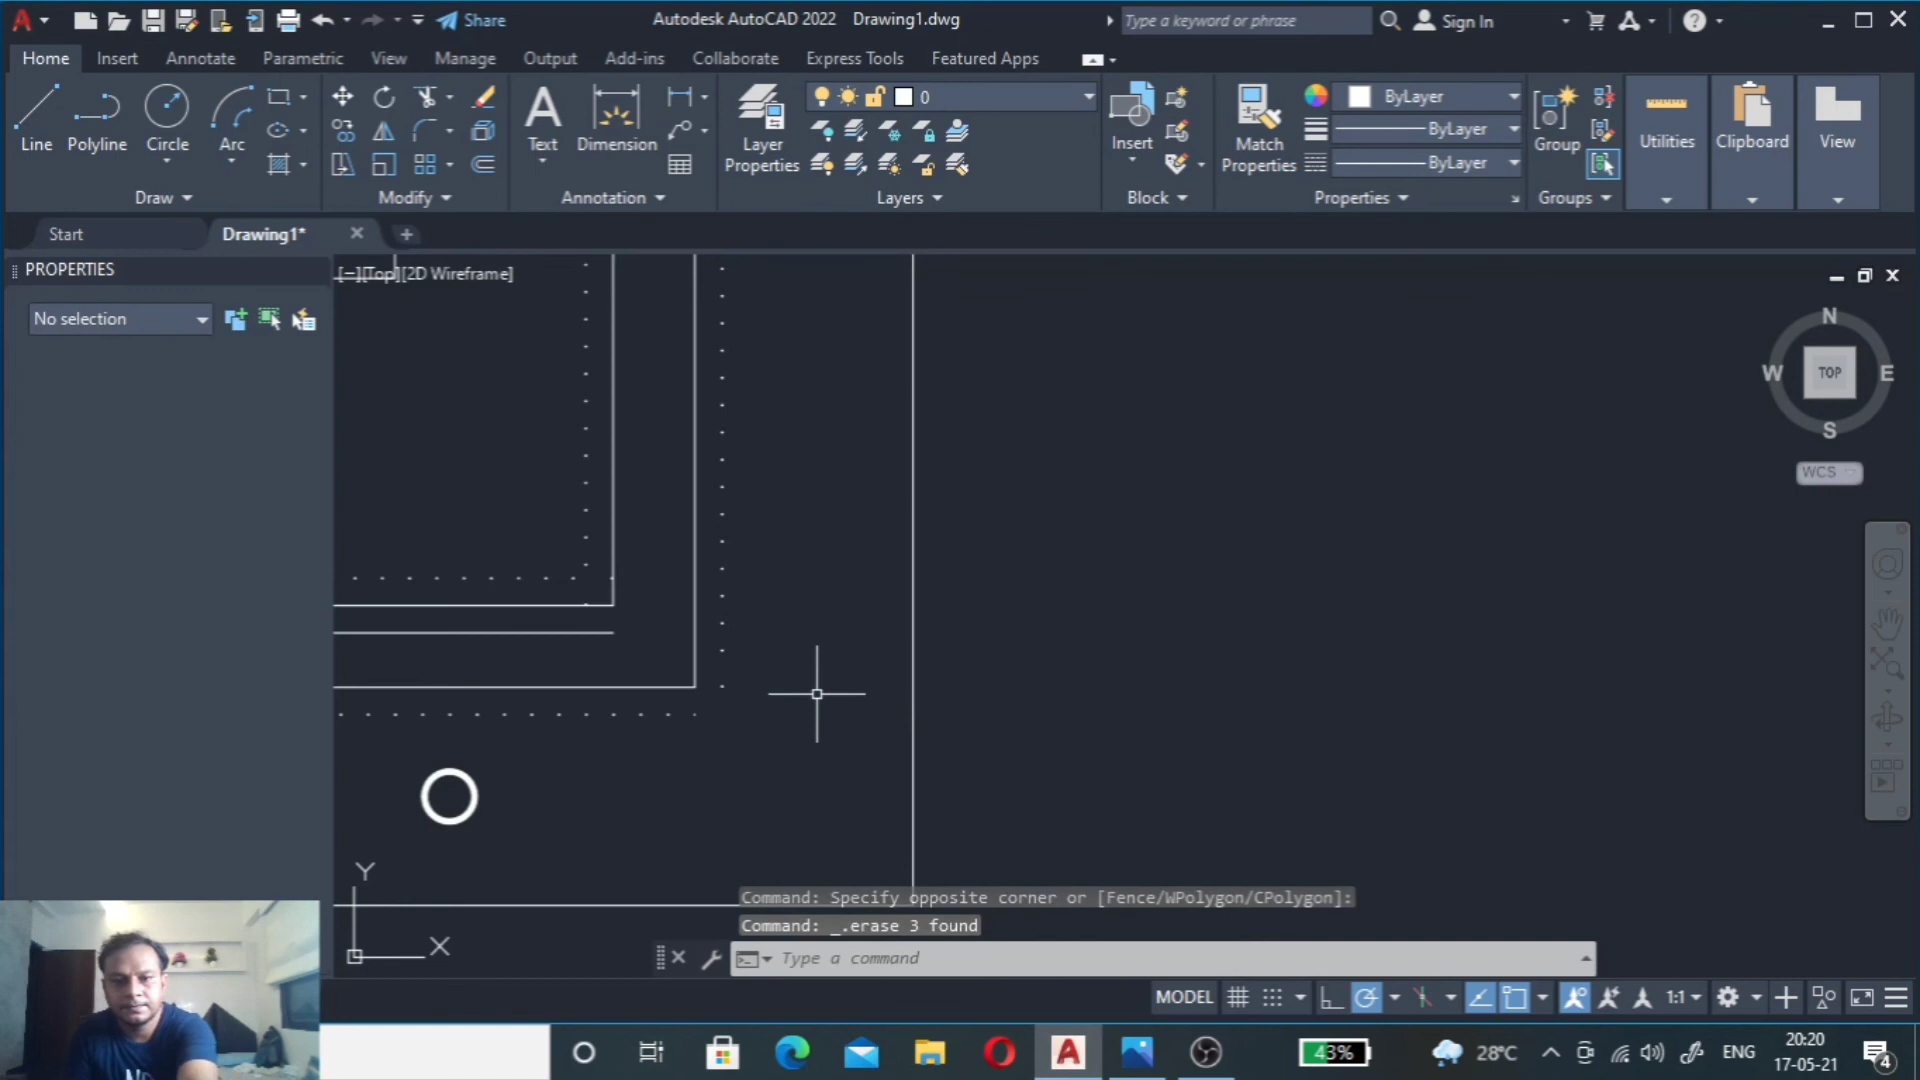 Share
Autodesk AutoCAD 2022 Drawing1.dwg
Type a keyword or phrase
Sign In
Home Insert Annotate Parametric View Manage Output Add-ins Collaborate Express Tools Featured Apps
0
ByLayer
ByLayer
ByLayer
Line Polyline Circle Arc
Text Dimension
Layer Properties
Insert
Match Properties
Group
Utilities
Clipboard
View
Draw Modify Annotation Layers Block Properties Groups
Start Drawing1*
PROPERTIES
[−][Top][2D Wireframe]
No selection
N
W TOP E
S
WCS
Y
X
Command: Specify opposite corner or [Fence/WPolygon/CPolygon]:
Command: _.erase 3 found
Type a command
MODEL 1:1
43% 28°C ENG 20:20
17-05-21
4